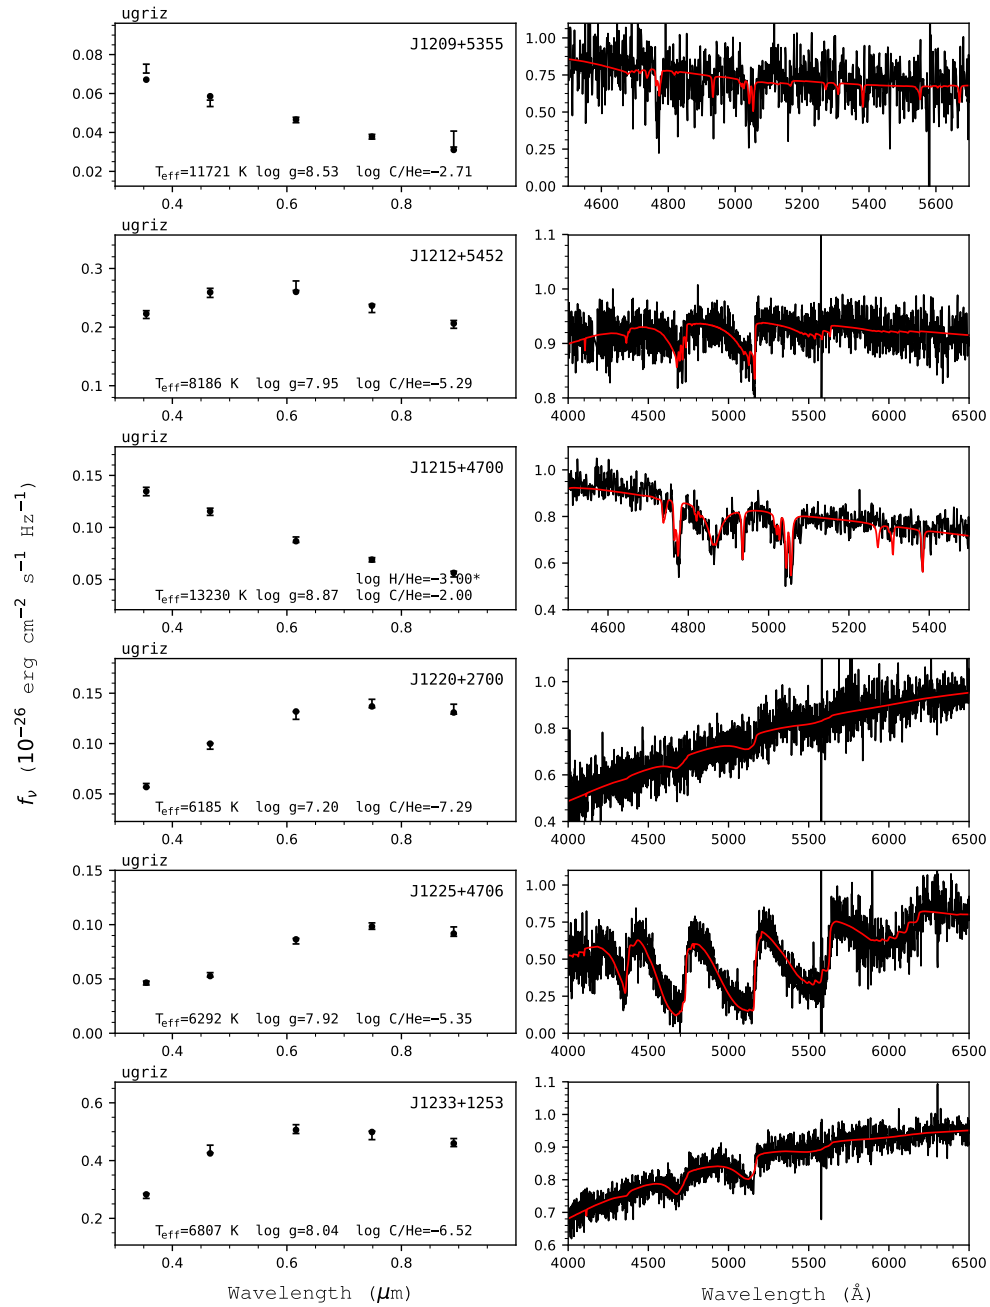 ugriz
J1209+5355
0.08
0.06
0.04
0.02
T_eff=11721 K log g=8.53 log C/He=−2.71
0.4 0.6 0.8
1.00
0.75
0.50
0.25
0.00
4600 4800 5000 5200 5400 5600
ugriz
J1212+5452
0.3
0.2
0.1
T_eff=8186 K log g=7.95 log C/He=−5.29
0.4 0.6 0.8
1.1
1.0
0.9
0.8
4000 4500 5000 5500 6000 6500
ugriz
J1215+4700
0.15
0.10
0.05
log H/He=−3.00*
T_eff=13230 K log g=8.87 log C/He=−2.00
0.4 0.6 0.8
1.0
0.8
0.6
0.4
4600 4800 5000 5200 5400
f_ν (10^−26 erg cm^−2 s^−1 Hz^−1)
ugriz
J1220+2700
0.15
0.10
0.05
T_eff=6185 K log g=7.20 log C/He=−7.29
0.4 0.6 0.8
1.0
0.8
0.6
0.4
4000 4500 5000 5500 6000 6500
ugriz
J1225+4706
0.15
0.10
0.05
0.00
T_eff=6292 K log g=7.92 log C/He=−5.35
0.4 0.6 0.8
1.00
0.75
0.50
0.25
0.00
4000 4500 5000 5500 6000 6500
ugriz
J1233+1253
0.6
0.4
0.2
T_eff=6807 K log g=8.04 log C/He=−6.52
0.4 0.6 0.8
1.1
1.0
0.9
0.8
0.7
0.6
4000 4500 5000 5500 6000 6500
Wavelength (μm)
Wavelength (Å)